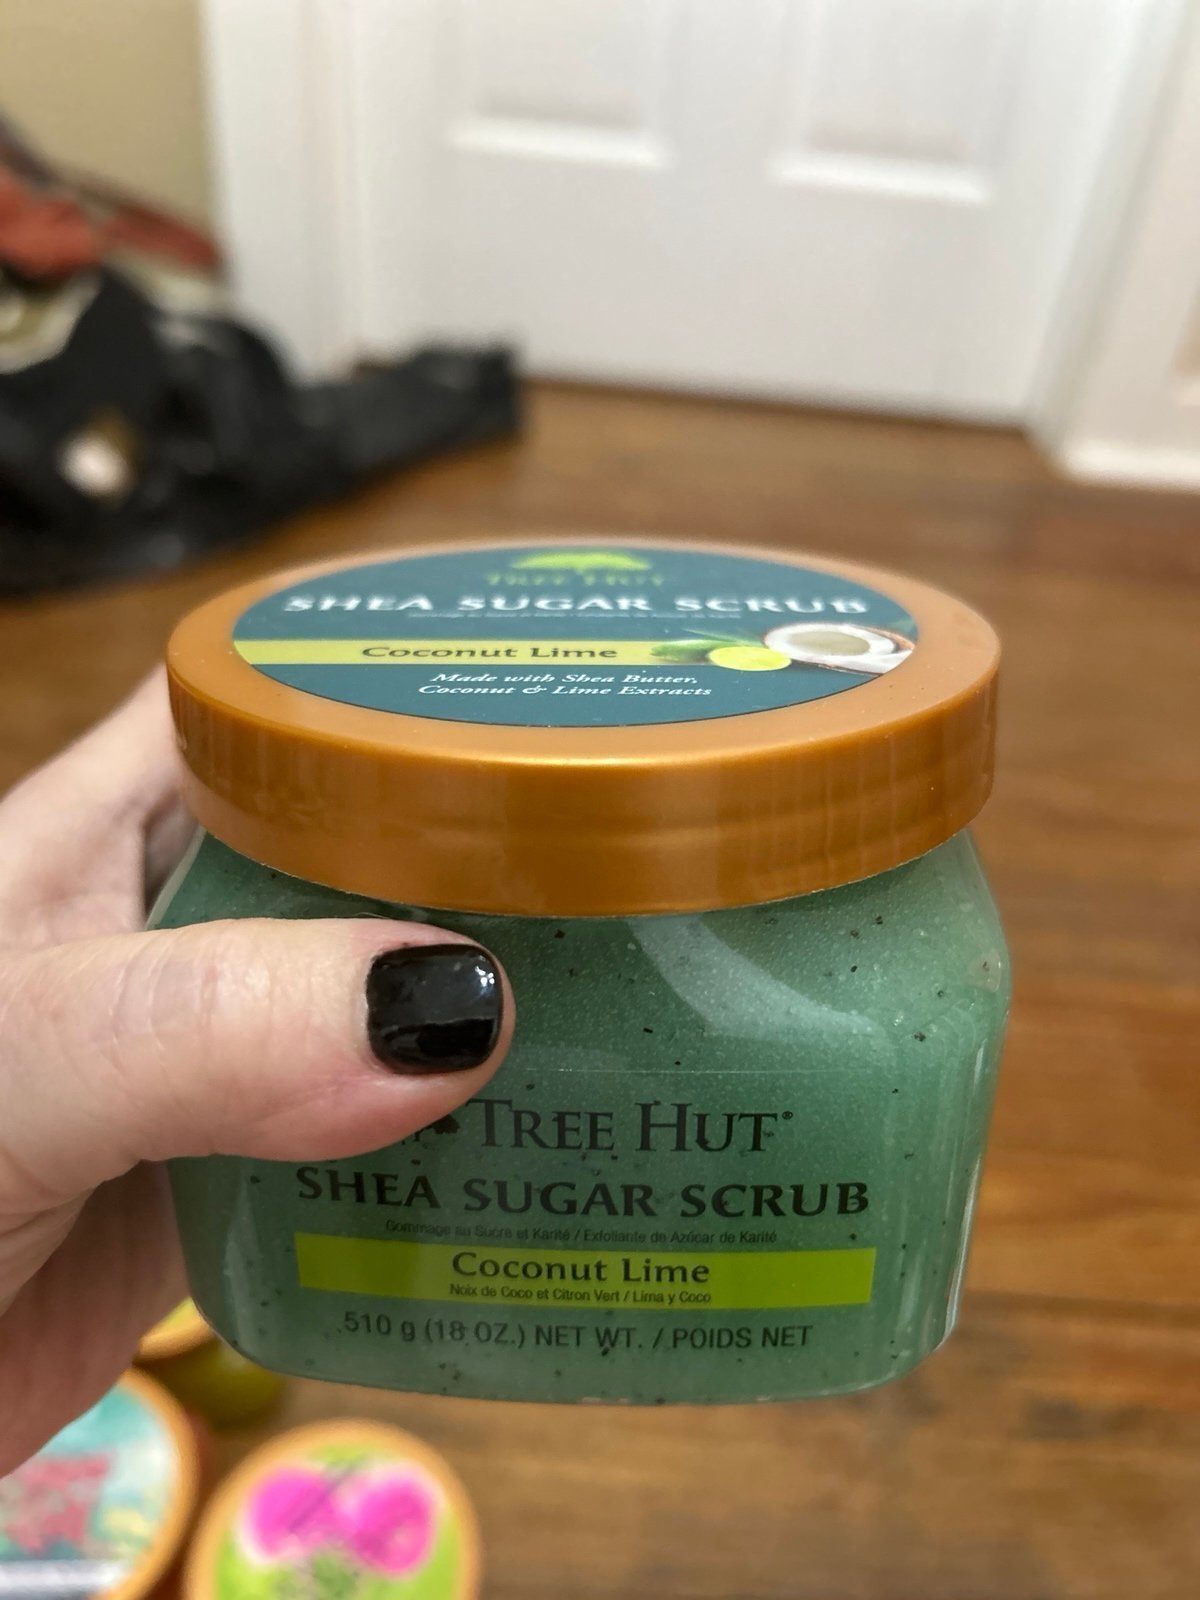 TREE HUT
SHEA SUGAR SCRUB
Coconut Lime
Made with Shea Butter,
Coconut & Lime Extracts
TREE HUT®
SHEA SUGAR SCRUB
Gommage au Sucre et Karité / Exfoliante de Azúcar de Karité
Coconut Lime
Noix de Coco et Citron Vert / Lima y Coco
510 g (18 OZ.) NET WT. / POIDS NET